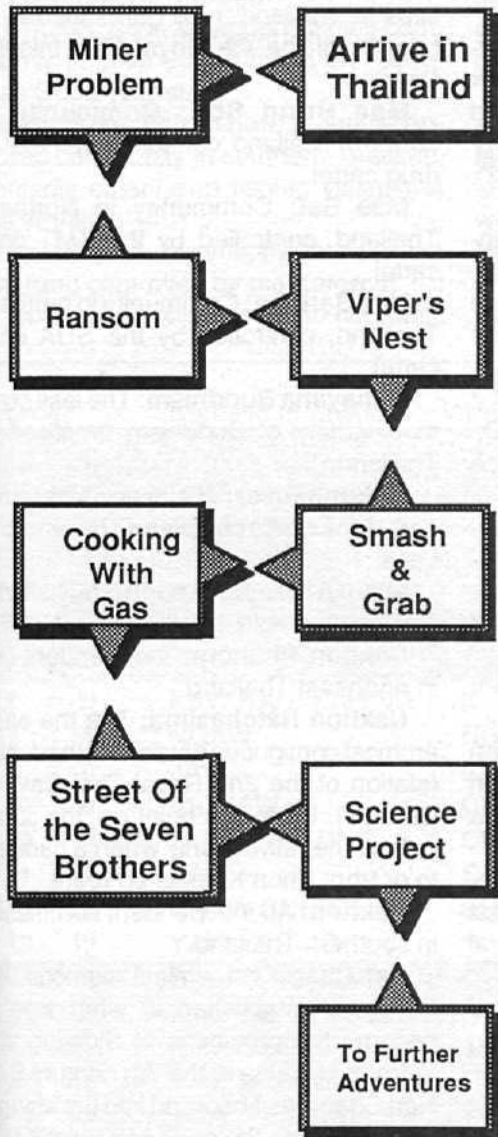 Miner
Problem
Arrive in
Thailand
Ransom
Viper's
Nest
Cooking
With
Gas
Smash
&
Grab
Street Of
the Seven
Brothers
Science
Project
To Further
Adventures